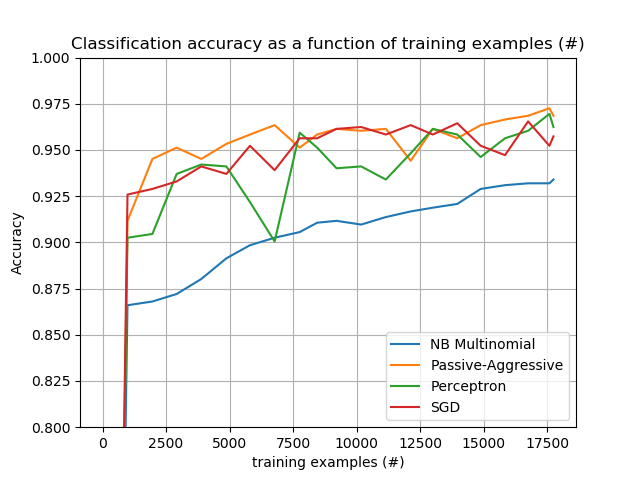 Classification accuracy as a function of training examples (#)
1.000
0.975
0.950
0.925
0.900
0.875
0.850
0.825
0.800
Accuracy
NB Multinomial
Passive-Aggressive
Perceptron
SGD
0 2500 5000 7500 10000 12500 15000 17500
training examples (#)